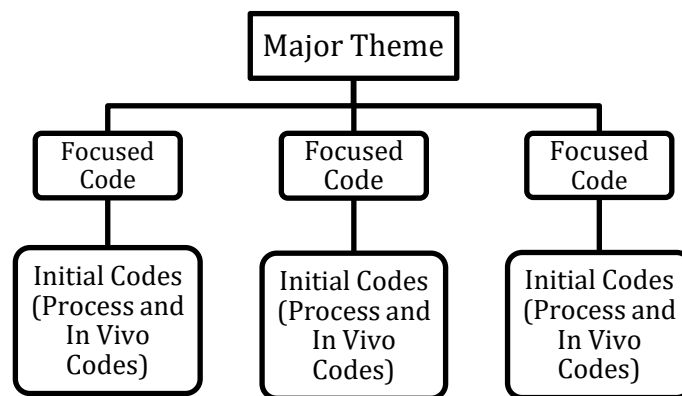 Major Theme
Focused
Code
Focused
Code
Focused
Code
Initial Codes
(Process and
In Vivo
Codes)
Initial Codes
(Process and
In Vivo
Codes)
Initial Codes
(Process and
In Vivo
Codes)